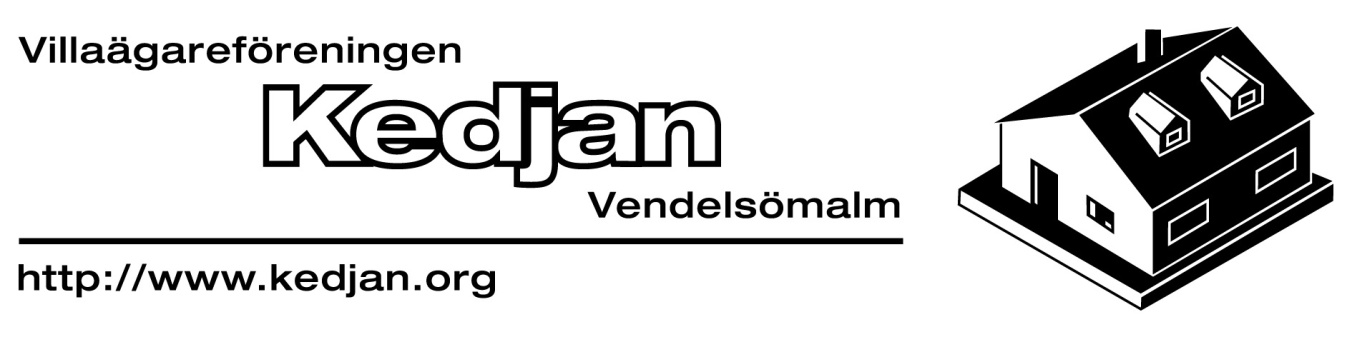 Villaägareföreningen
Kedjan
Vendelsömalm
http://www.kedjan.org